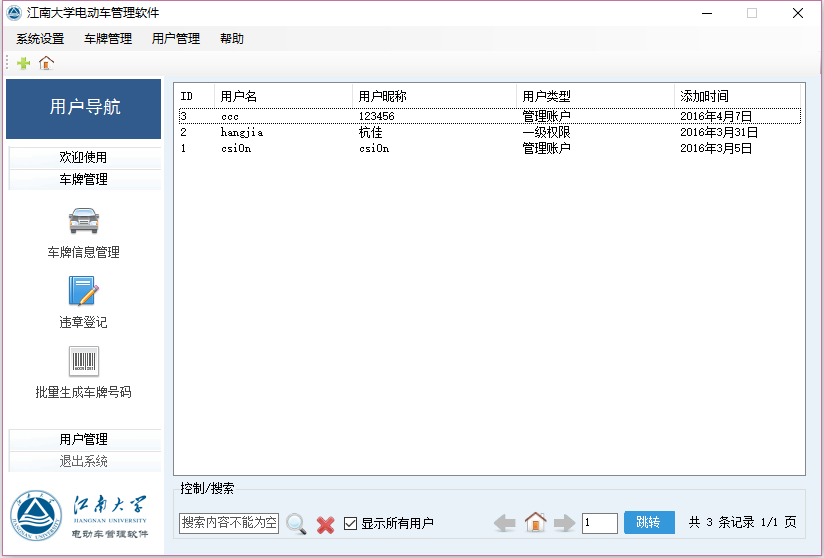 江南大学电动车管理软件
系统设置 车牌管理 用户管理 帮助
用户导航
欢迎使用
车牌管理
车牌信息管理
违章登记
批量生成车牌号码
用户管理
退出系统
江南大学
JIANGNAN UNIVERSITY
电动车管理软件
ID 用户名 用户昵称 用户类型 添加时间
3 ccc 123456 管理账户 2016年4月7日
2 hangjia 杭佳 一级权限 2016年3月31日
1 csi0n csi0n 管理账户 2016年3月5日
控制/搜索
搜索内容不能为空 显示所有用户 1 跳转 共 3 条记录 1/1 页